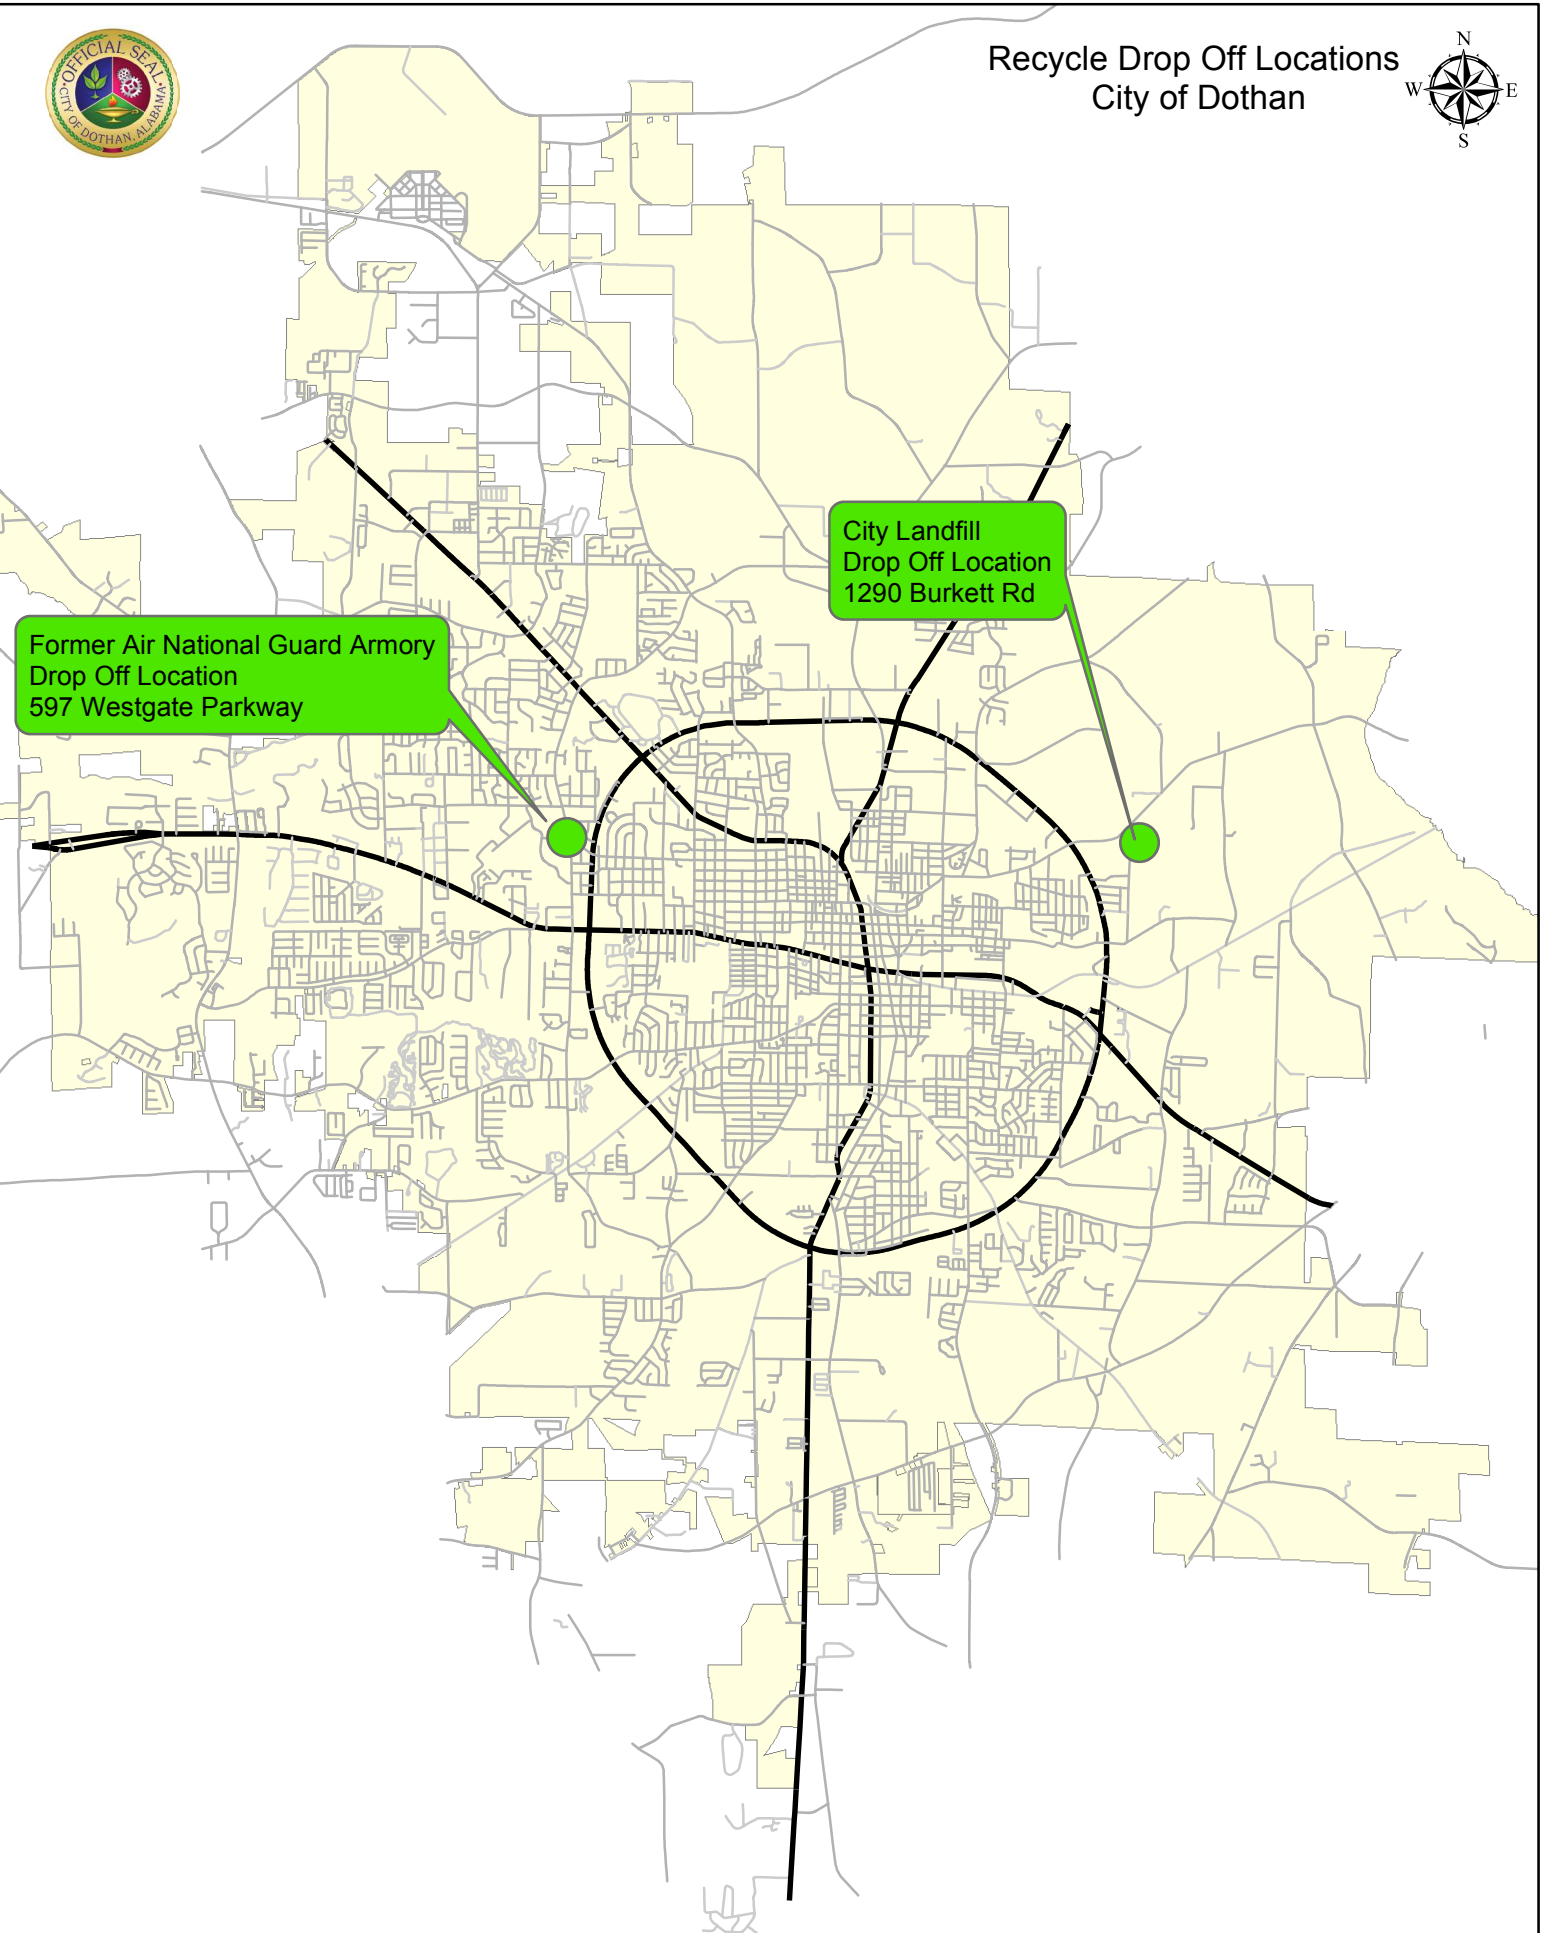 OFFICIAL SEAL
CITY OF DOTHAN, ALABAMA
Recycle Drop Off Locations
City of Dothan
N
W
E
S
City Landfill
Drop Off Location
1290 Burkett Rd
Former Air National Guard Armory
Drop Off Location
597 Westgate Parkway